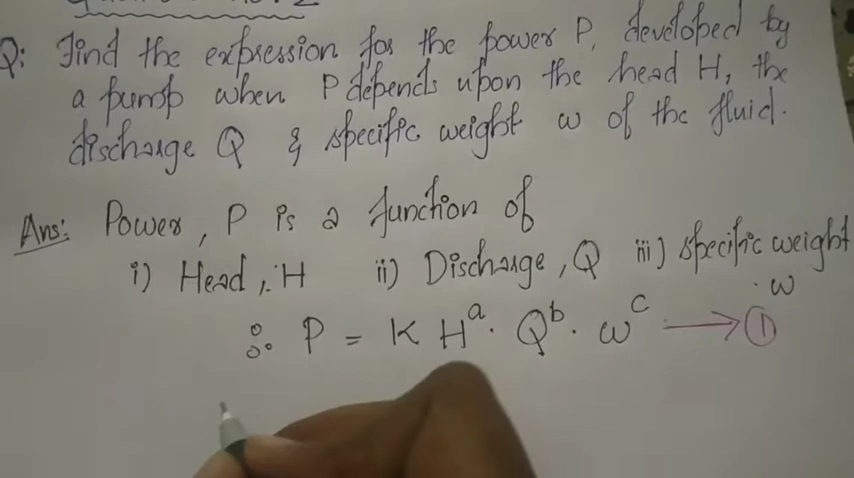 Q: Find the expression for the power P, developed by
a pump when P depends upon the head H, the
discharge Q & specific weight ω of the fluid.
Ans: Power, P is a function of
i) Head, H ii) Discharge, Q iii) specific weight
ω
∴ P = K H^a · Q^b · ω^c → ①